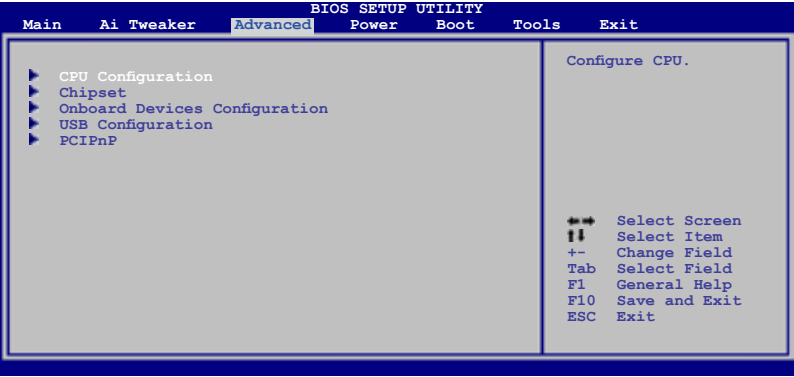 BIOS SETUP UTILITY
Main Ai Tweaker Advanced Power Boot Tools Exit
CPU Configuration
Chipset
Onboard Devices Configuration
USB Configuration
PCIPnP
Configure CPU.
Select Screen
Select Item
+- Change Field
Tab Select Field
F1 General Help
F10 Save and Exit
ESC Exit